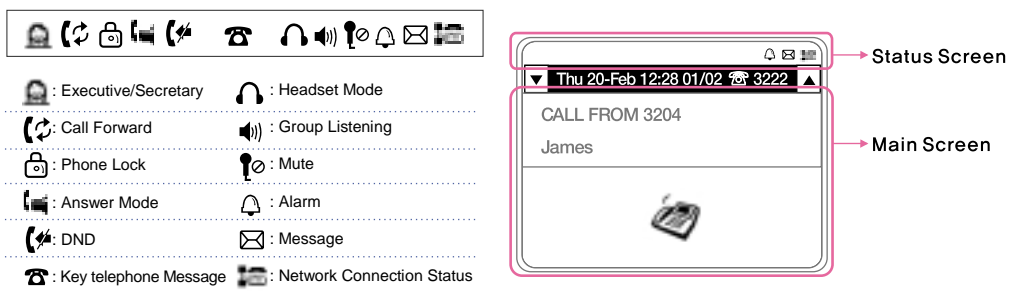 : Executive/Secretary
: Headset Mode
: Call Forward
: Group Listening
: Phone Lock
: Mute
: Answer Mode
: Alarm
: DND
: Message
: Key telephone Message
: Network Connection Status
Status Screen
Thu 20-Feb 12:28 01/02 ☎ 3222
CALL FROM 3204
James
Main Screen